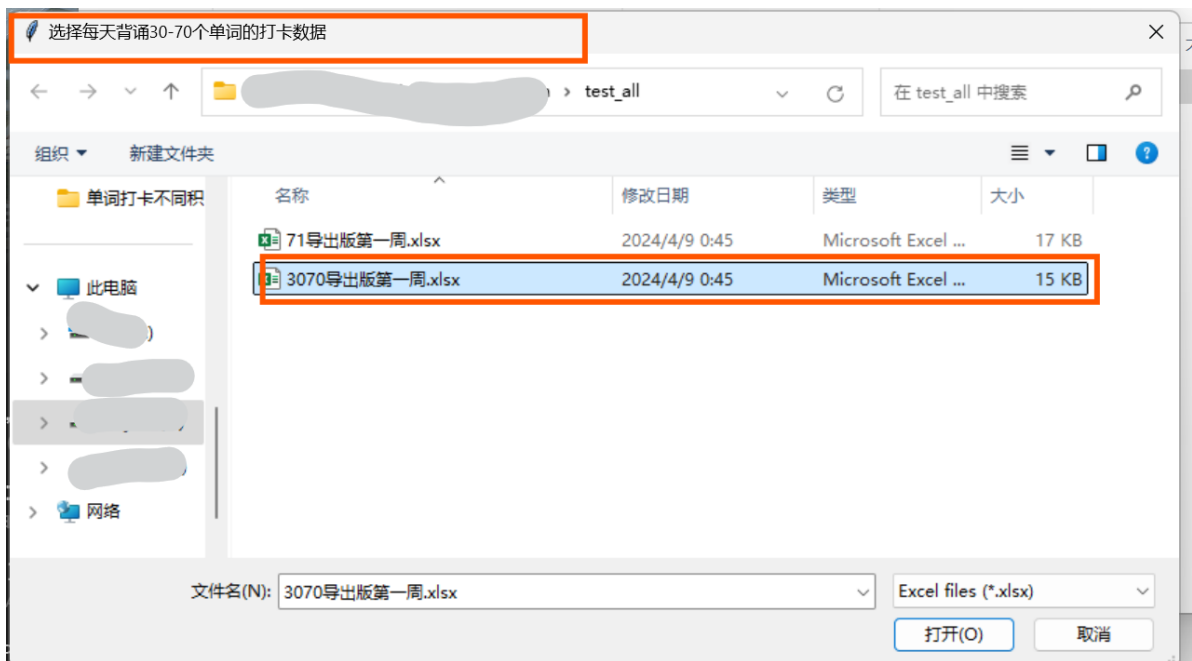 选择每天背诵30-70个单词的打卡数据
test_all
在 test_all 中搜索
组织
新建文件夹
单词打卡不同积
名称
修改日期
类型
大小
71导出版第一周.xlsx
2024/4/9 0:45
Microsoft Excel ...
17 KB
3070导出版第一周.xlsx
2024/4/9 0:45
Microsoft Excel ...
15 KB
此电脑
网络
文件名(N):
3070导出版第一周.xlsx
Excel files (*.xlsx)
打开(O)
取消